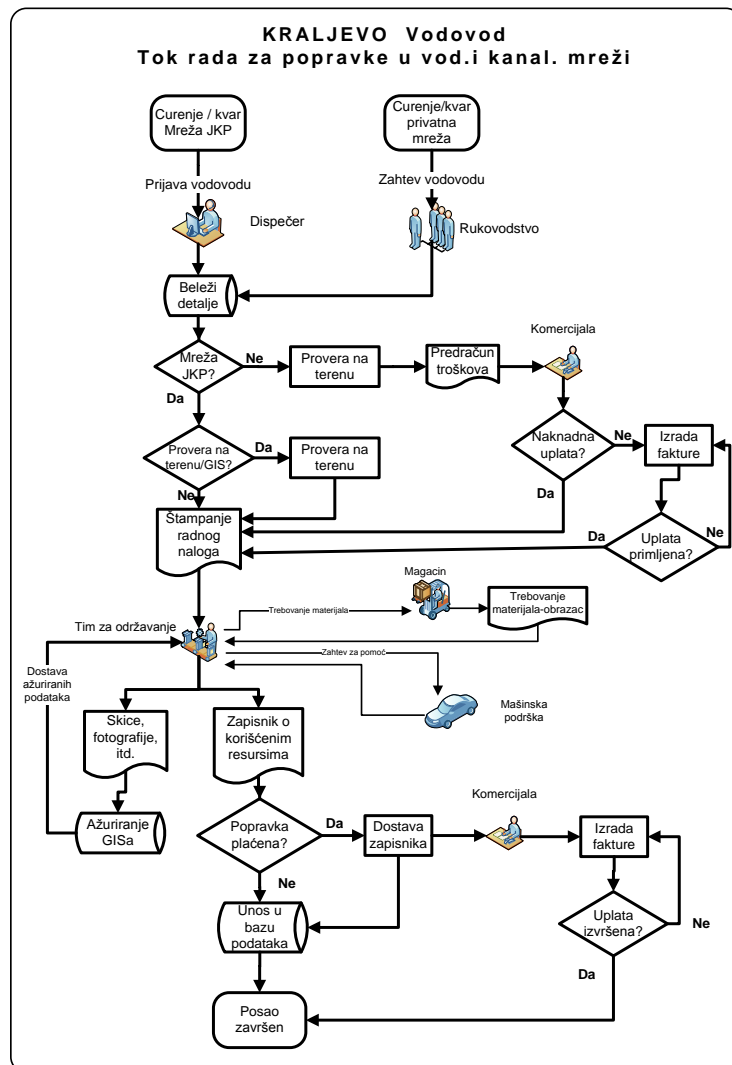 KRALJEVO Vodovod
Tok rada za popravke u vod.i kanal. mreži
Curenje / kvar
Mreža JKP
Curenje/kvar
privatna
mreža
Prijava vodovodu
Zahtev vodovodu
Dispečer
Rukovodstvo
Beleži
detalje
Komercijala
Mreža
JKP?
Ne
Provera na
terenu
Predračun
troškova
Da
Naknadna
uplata?
Ne
Izrada
fakture
Provera na
terenu/GIS?
Da
Provera na
terenu
Da
Ne
Štampanje
radnog
naloga
Da
Uplata
primljena?
Ne
Magacin
Tim za održavanje
Trebovanje materijala
Trebovanje
materijala-obrazac
Dostava
ažuriranih
podataka
Zahtev za pomoć
Mašinska
podrška
Skice,
fotografije,
itd.
Zapisnik o
korišćenim
resursima
Komercijala
Ažuriranje
GISa
Popravka
plaćena?
Da
Dostava
zapisnika
Izrada
fakture
Ne
Unos u
bazu
podataka
Uplata
izvršena?
Ne
Da
Posao
završen